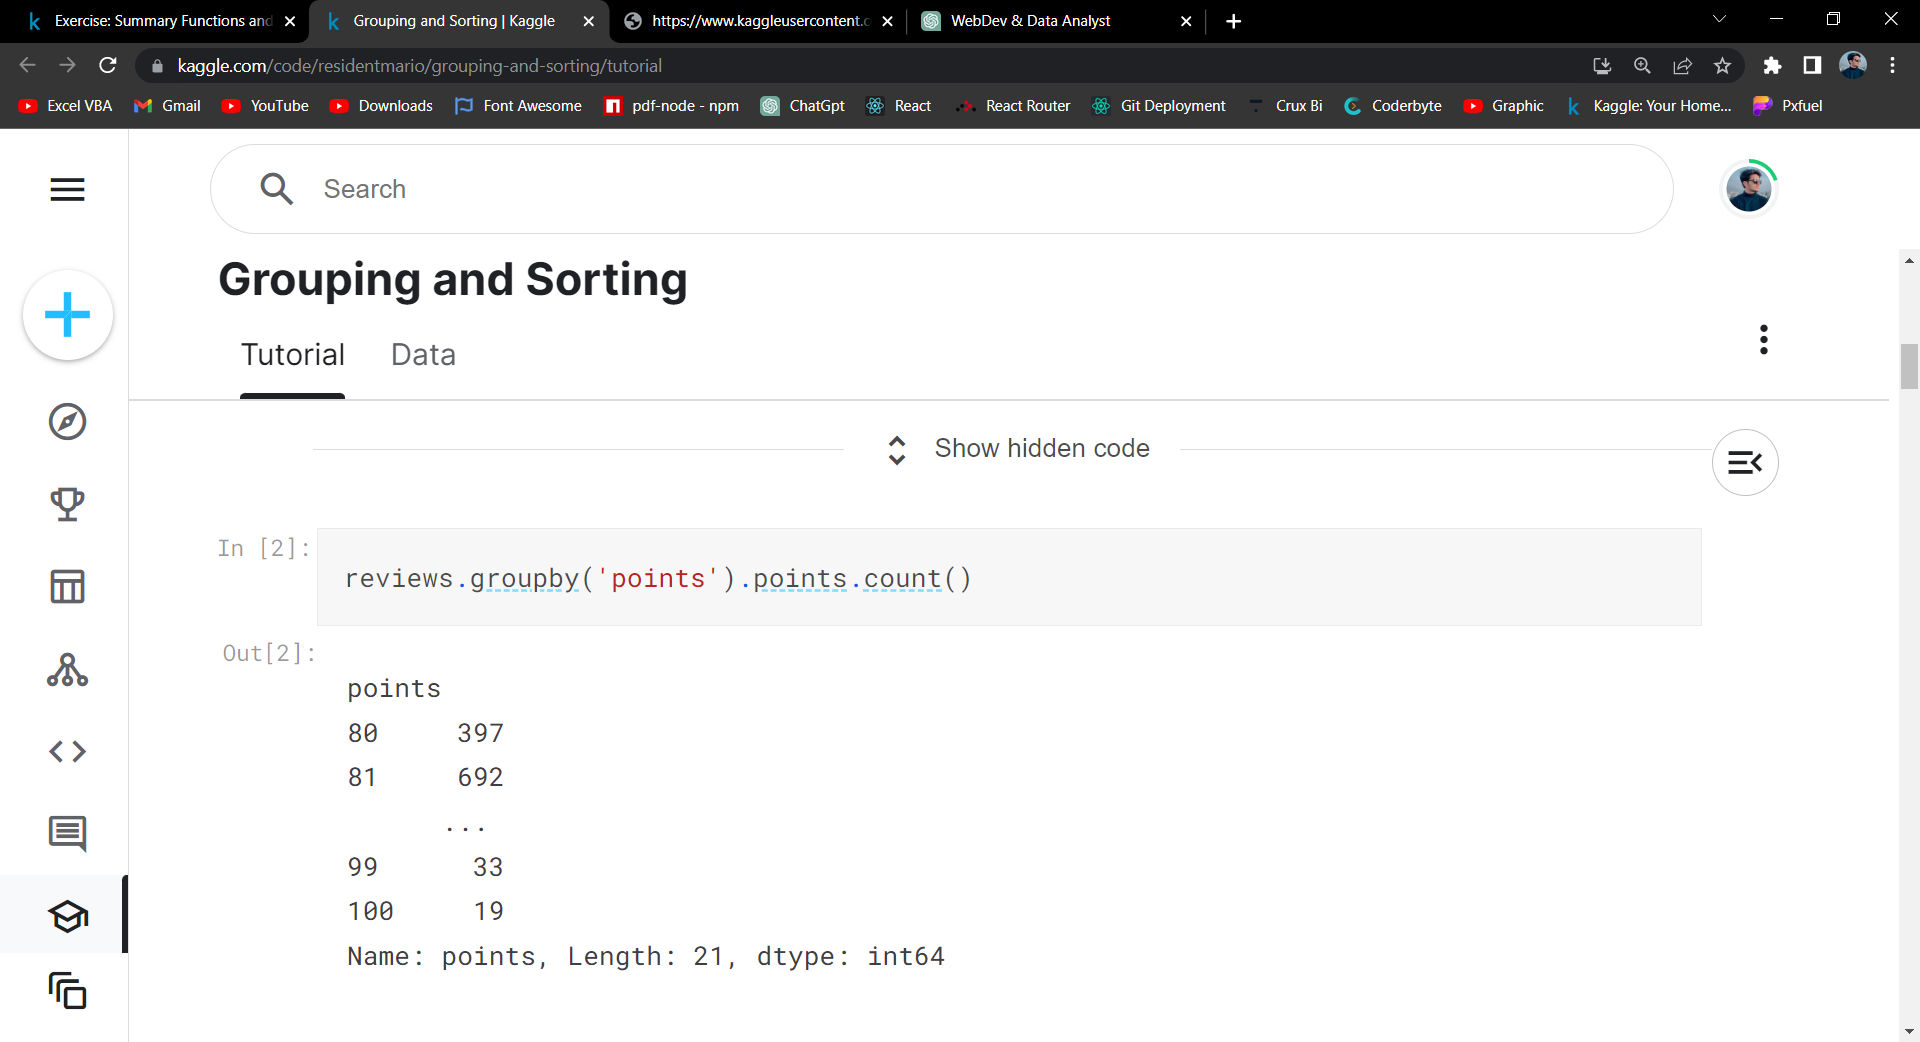 Exercise: Summary Functions and
Grouping and Sorting | Kaggle
https://www.kaggleusercontent.c
WebDev & Data Analyst
kaggle.com/code/residentmario/grouping-and-sorting/tutorial
Excel VBA
Gmail
YouTube
Downloads
Font Awesome
pdf-node - npm
ChatGpt
React
React Router
Git Deployment
Crux Bi
Coderbyte
Graphic
Kaggle: Your Home...
Pxfuel
Search
Grouping and Sorting
Tutorial
Data
Show hidden code
In [2]:
reviews.groupby('points').points.count()
Out[2]:
points
80 397
81 692
...
99 33
100 19
Name: points, Length: 21, dtype: int64